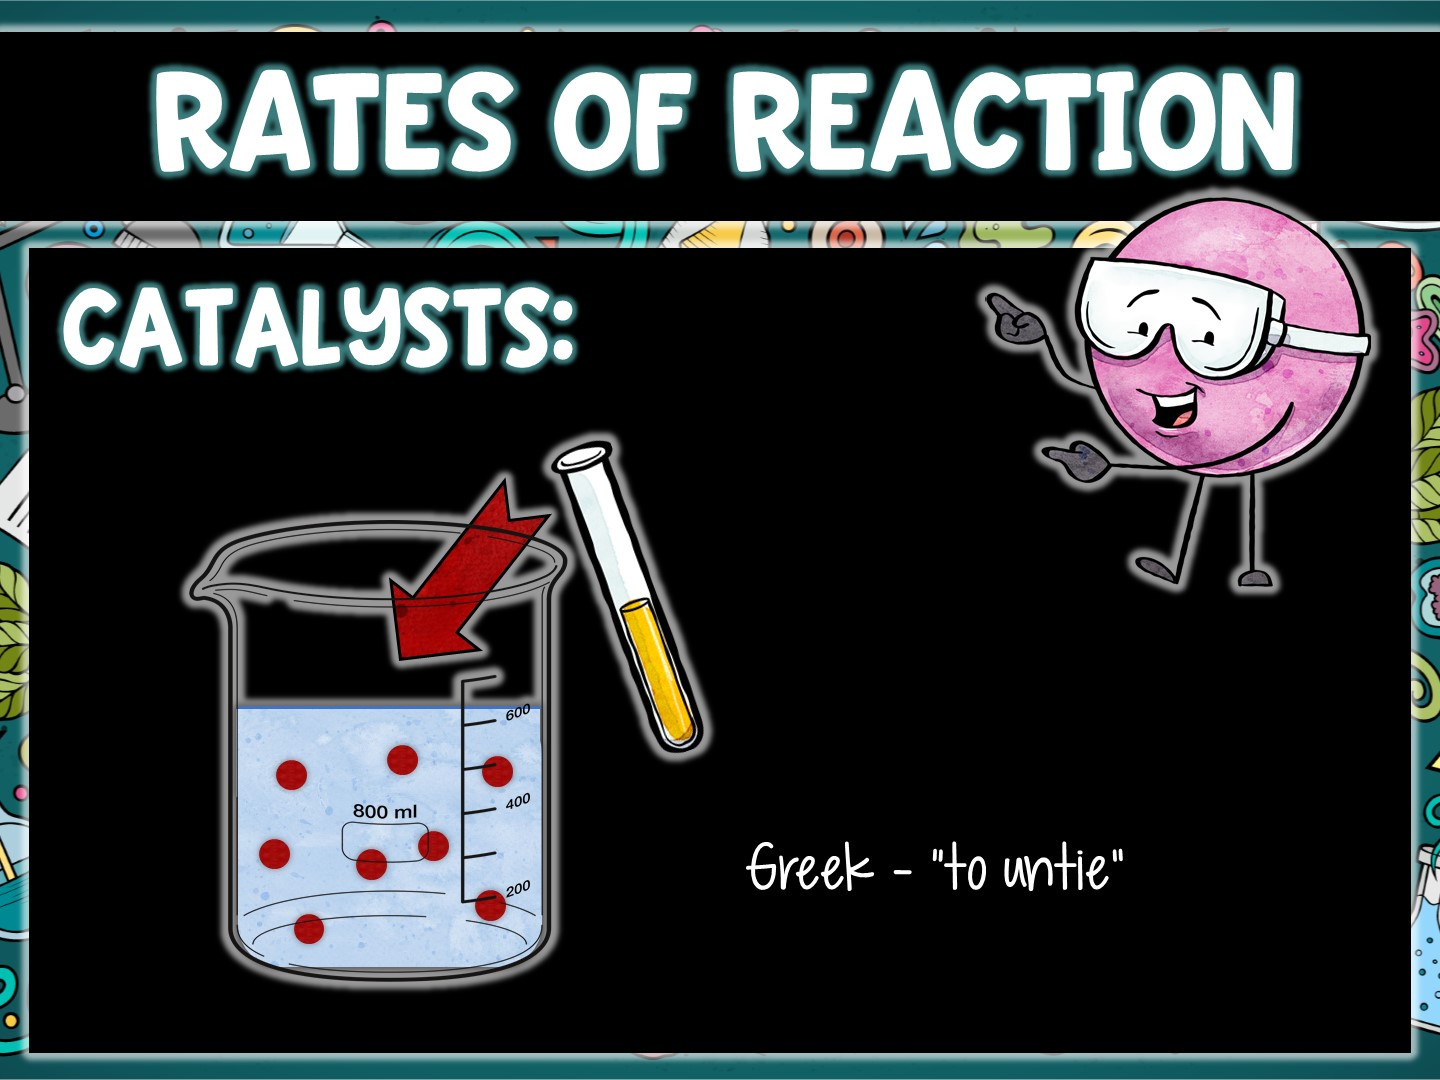 RATES OF REACTION
CATALYSTS:
600
800 ml
400
200
Greek - "to untie"